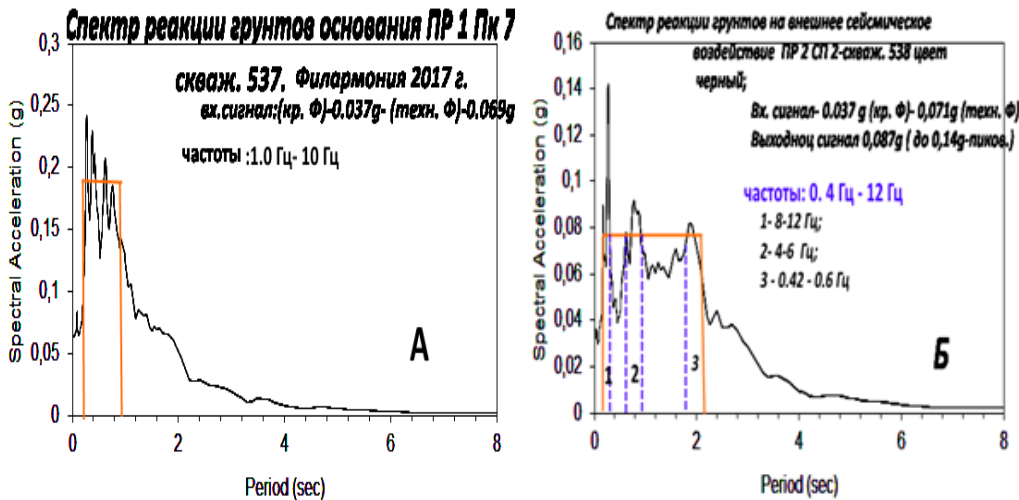 Спектр реакции грунтов основания ПР 1 Пк 7
скваж. 537, Филармония 2017 г.
вх.сигнал:(кр. Ф)-0.037g- (техн. Ф)-0.069g
частоты :1.0 Гц- 10 Гц
Spectral Acceleration (g)
0,3
0,25
0,2
0,15
0,1
0,05
0
0 2 4 6 8
Period (sec)
А
Спектр реакции грунтов на внешнее сейсмическое
воздействие ПР 2 СП 2-скваж. 538 цвет
черный;
Вх. сигнал- 0.037 g (кр. Ф)- 0,071g (техн. Ф)
Выходноц сигнал 0,087g ( до 0,14g-пиков.)
частоты: 0. 4 Гц - 12 Гц
1- 8-12 Гц;
2- 4-6 Гц;
3 - 0.42 - 0.6 Гц
Spectral Acceleration (g)
0,16
0,14
0,12
0,1
0,08
0,06
0,04
0,02
0
1 2 3
Б
0 2 4 6 8
Period (sec)